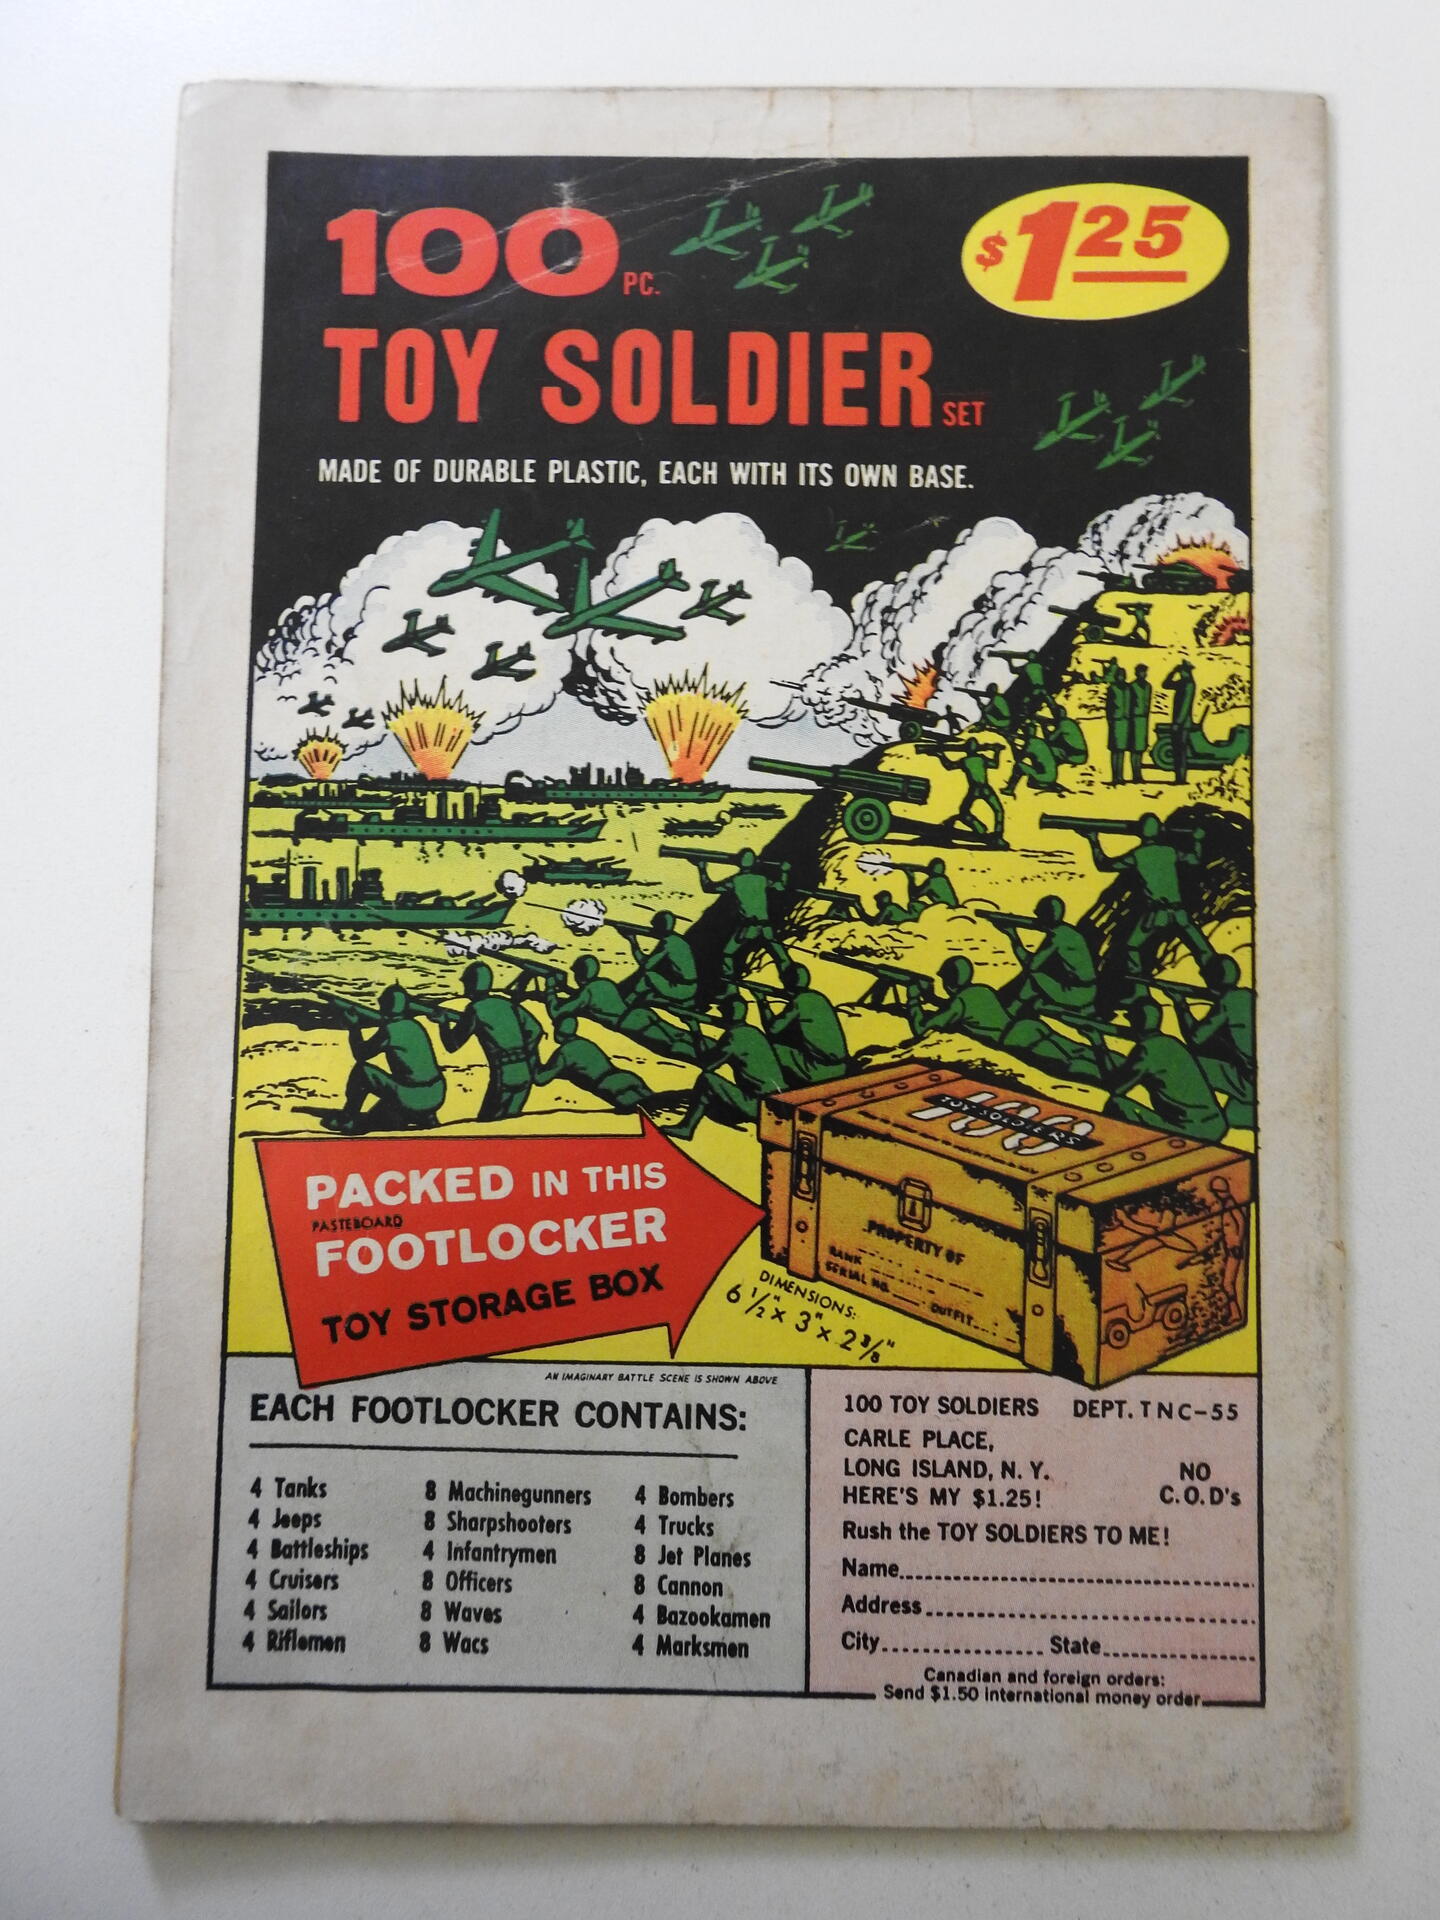 100 PC.
$1 25
TOY SOLDIER SET
MADE OF DURABLE PLASTIC, EACH WITH ITS OWN BASE.
100
TOY SOLDIERS
PACKED IN THIS
PASTEBOARD
FOOTLOCKER
TOY STORAGE BOX
PROPERTY OF
RANK
SERIAL NO.
OUTFIT
DIMENSIONS:
6 1/2" x 3" x 2 3/8"
AN IMAGINARY BATTLE SCENE IS SHOWN ABOVE
EACH FOOTLOCKER CONTAINS:
4 Tanks
4 Jeeps
4 Battleships
4 Cruisers
4 Sailors
4 Riflemen
8 Machinegunners
8 Sharpshooters
4 Infantrymen
8 Officers
8 Waves
8 Wacs
4 Bombers
4 Trucks
8 Jet Planes
8 Cannon
4 Bazookamen
4 Marksmen
100 TOY SOLDIERS DEPT. TNC-55
CARLE PLACE,
LONG ISLAND, N. Y.
HERE'S MY $1.25!
NO
C.O.D's
Rush the TOY SOLDIERS TO ME!
Name
Address
City State
Canadian and foreign orders:
Send $1.50 international money order